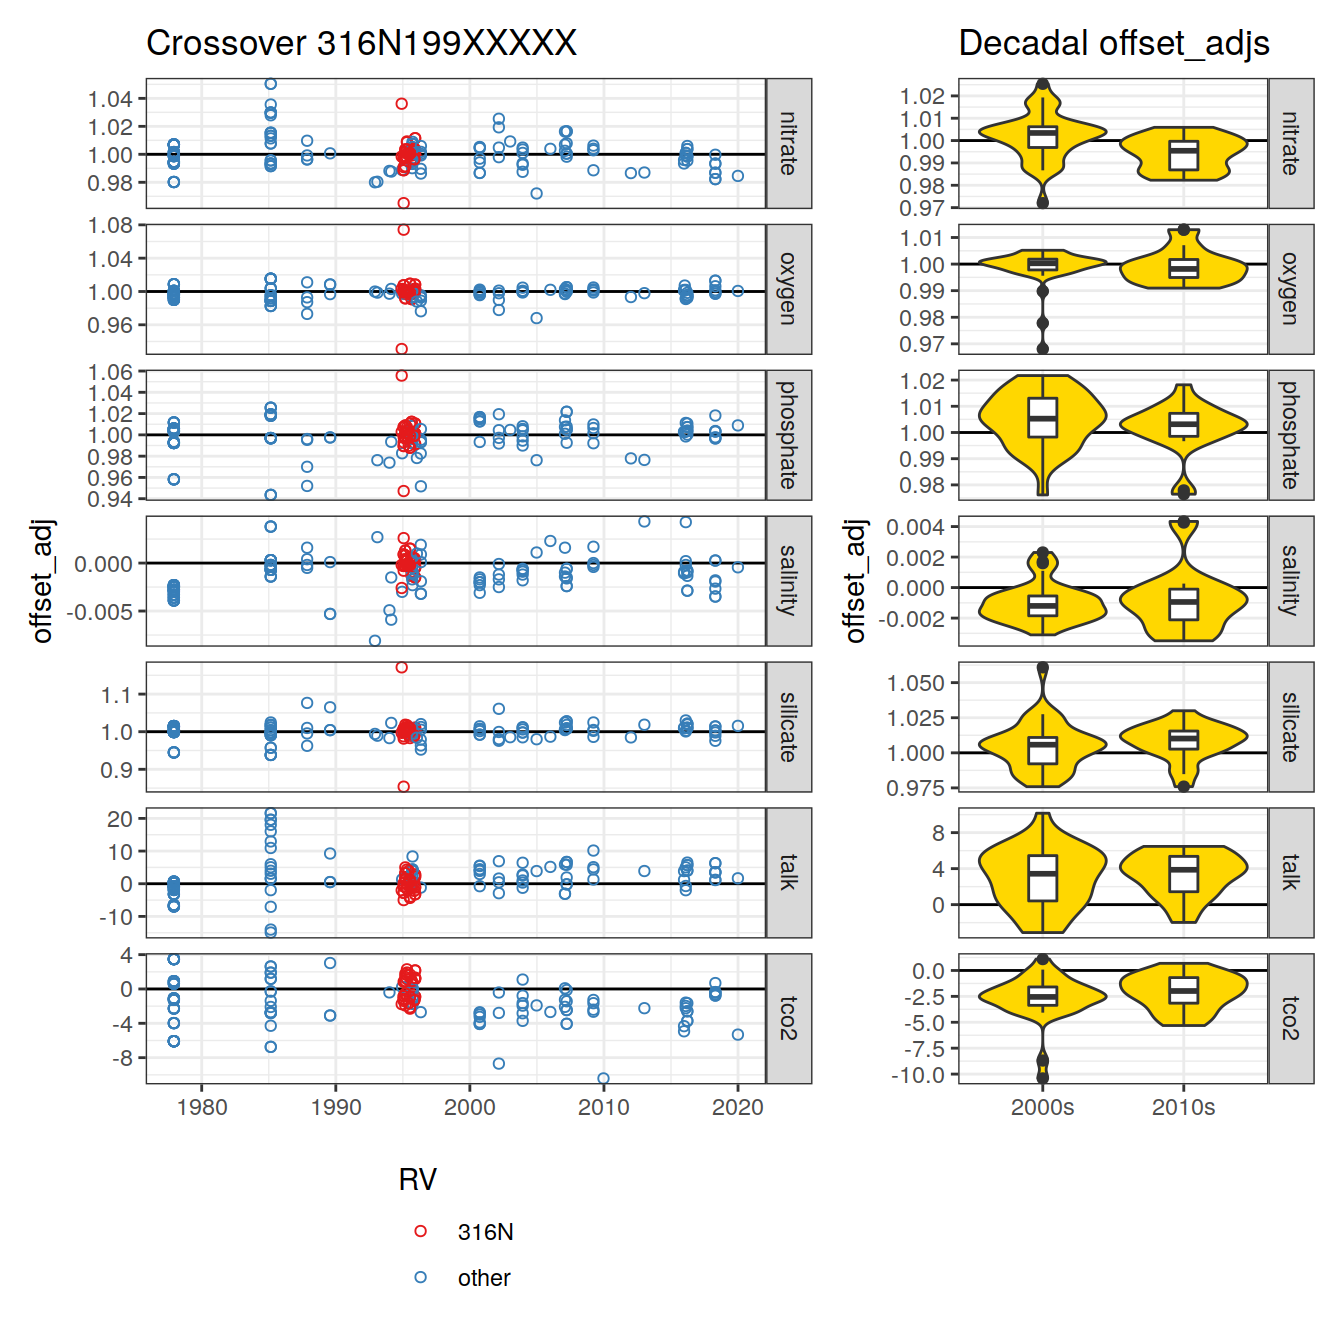 Crossover 316N199XXXXX
Decadal offset_adjs
1.04
1.02
1.00
0.98
nitrate
1.02
1.01
1.00
0.99
0.98
0.97
nitrate
1.08
1.04
1.00
0.96
oxygen
1.01
1.00
0.99
0.98
0.97
oxygen
1.06
1.04
1.02
1.00
0.98
0.96
0.94
phosphate
1.02
1.01
1.00
0.99
0.98
phosphate
offset_adj
0.000
-0.005
salinity
offset_adj
0.004
0.002
0.000
-0.002
salinity
1.1
1.0
0.9
silicate
1.050
1.025
1.000
0.975
silicate
20
10
0
-10
talk
8
4
0
talk
4
0
-4
-8
tco2
0.0
-2.5
-5.0
-7.5
-10.0
tco2
1980 1990 2000 2010 2020
2000s 2010s
RV
316N
other